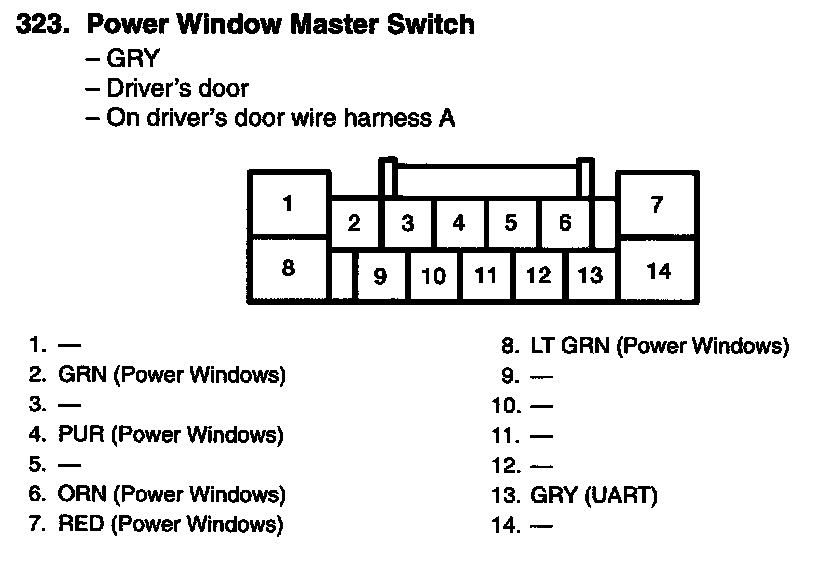 323. Power Window Master Switch
– GRY
– Driver's door
– On driver's door wire harness A
1 7
2 3 4 5 6
8 14
9 10 11 12 13
1. —
2. GRN (Power Windows)
3. —
4. PUR (Power Windows)
5. —
6. ORN (Power Windows)
7. RED (Power Windows)
8. LT GRN (Power Windows)
9. —
10. —
11. —
12. —
13. GRY (UART)
14. —